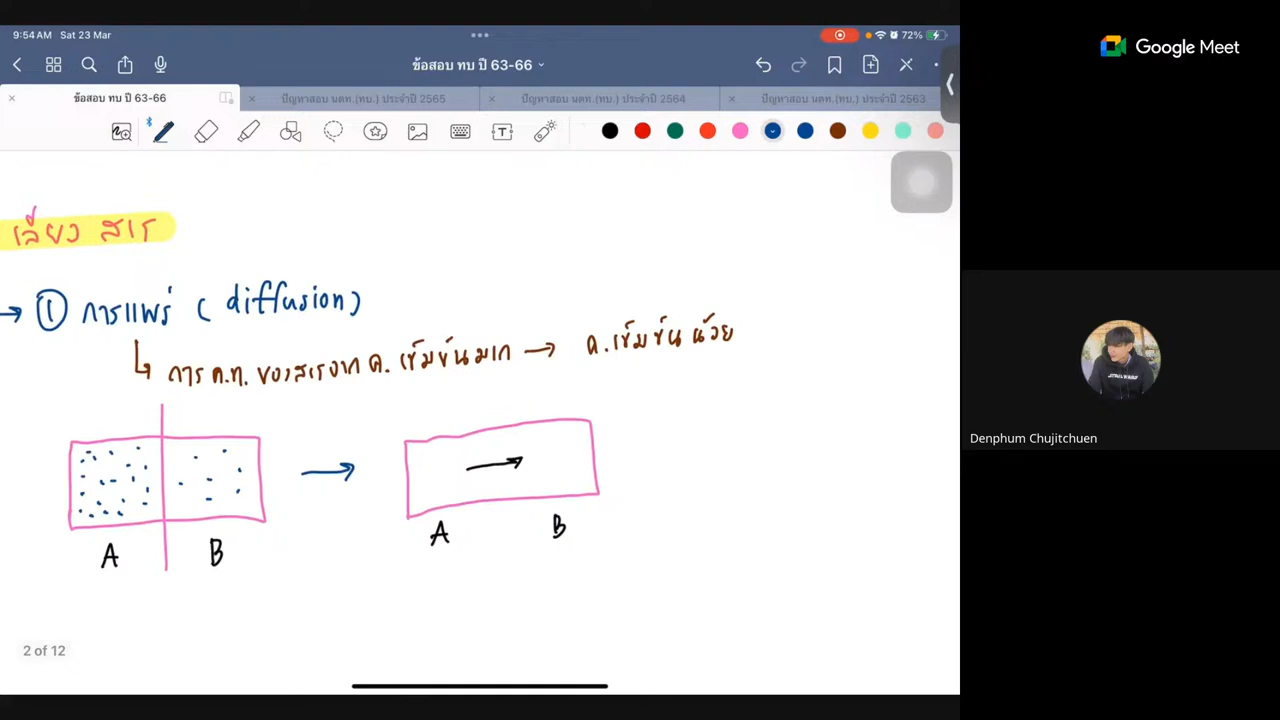 9:54 AM Sat 23 Mar
72%
Google Meet
ข้อสอบ ทบ ปี 63-66
ข้อสอบ ทบ ปี 63-66
ปัญหาสอบ นดท.(ทบ.) ประจำปี 2565
ปัญหาสอบ นดท.(ทบ.) ประจำปี 2564
ปัญหาสอบ นดท.(ทบ.) ประจำปี 2563
T
เลียง สาร
→ ① การแพร่ (diffusion)
↳ การ ค.ท. ของสารจาก ค. เข้มข้นมาก → ค.เข้มข้น น้อย
A B
A B
2 of 12
Denphum Chujitchuen